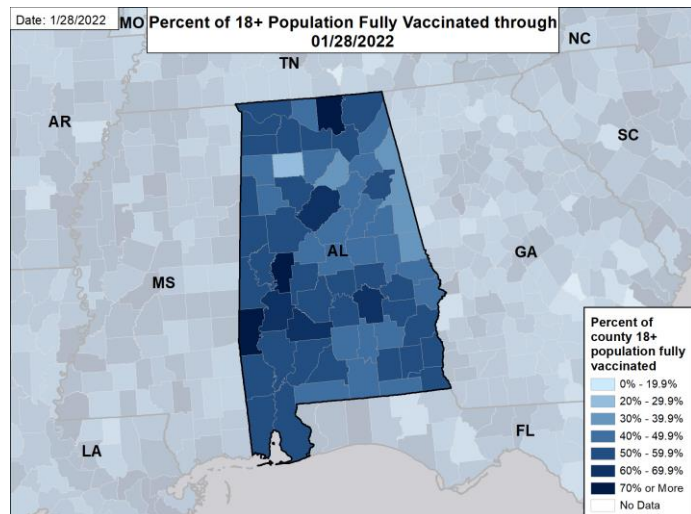 Date: 1/28/2022
MO
Percent of 18+ Population Fully Vaccinated through
01/28/2022
NC
TN
AR
SC
AL
GA
MS
LA
FL
Percent of
county 18+
population fully
vaccinated
0% - 19.9%
20% - 29.9%
30% - 39.9%
40% - 49.9%
50% - 59.9%
60% - 69.9%
70% or More
No Data